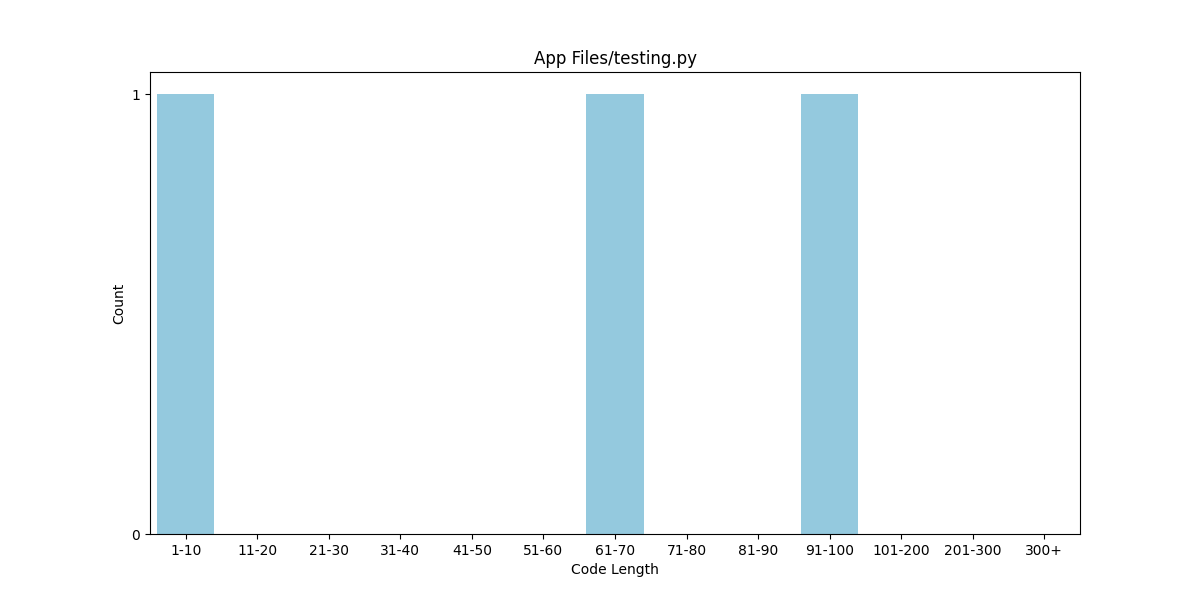 App Files/testing.py
1
Count
0
1-10 11-20 21-30 31-40 41-50 51-60 61-70 71-80 81-90 91-100 101-200 201-300 300+
Code Length